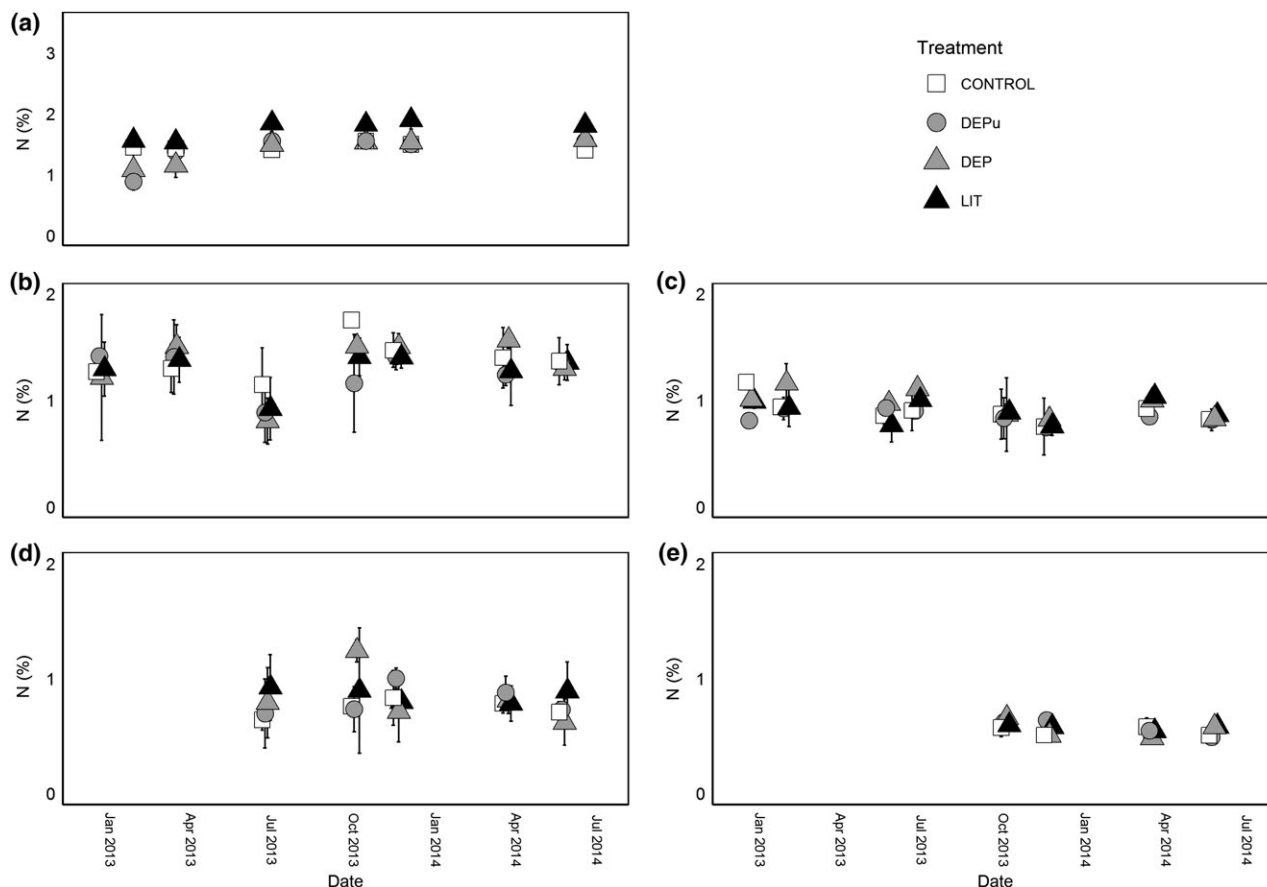 (a)
3
2
1
0
N (%)
Treatment
CONTROL
DEPu
DEP
LIT
(b)
2
1
0
N (%)
(c)
2
1
0
N (%)
(d)
2
1
0
N (%)
Jan 2013
Apr 2013
Jul 2013
Oct 2013
Jan 2014
Apr 2014
Jul 2014
Date
(e)
2
1
0
N (%)
Jan 2013
Apr 2013
Jul 2013
Oct 2013
Jan 2014
Apr 2014
Jul 2014
Date